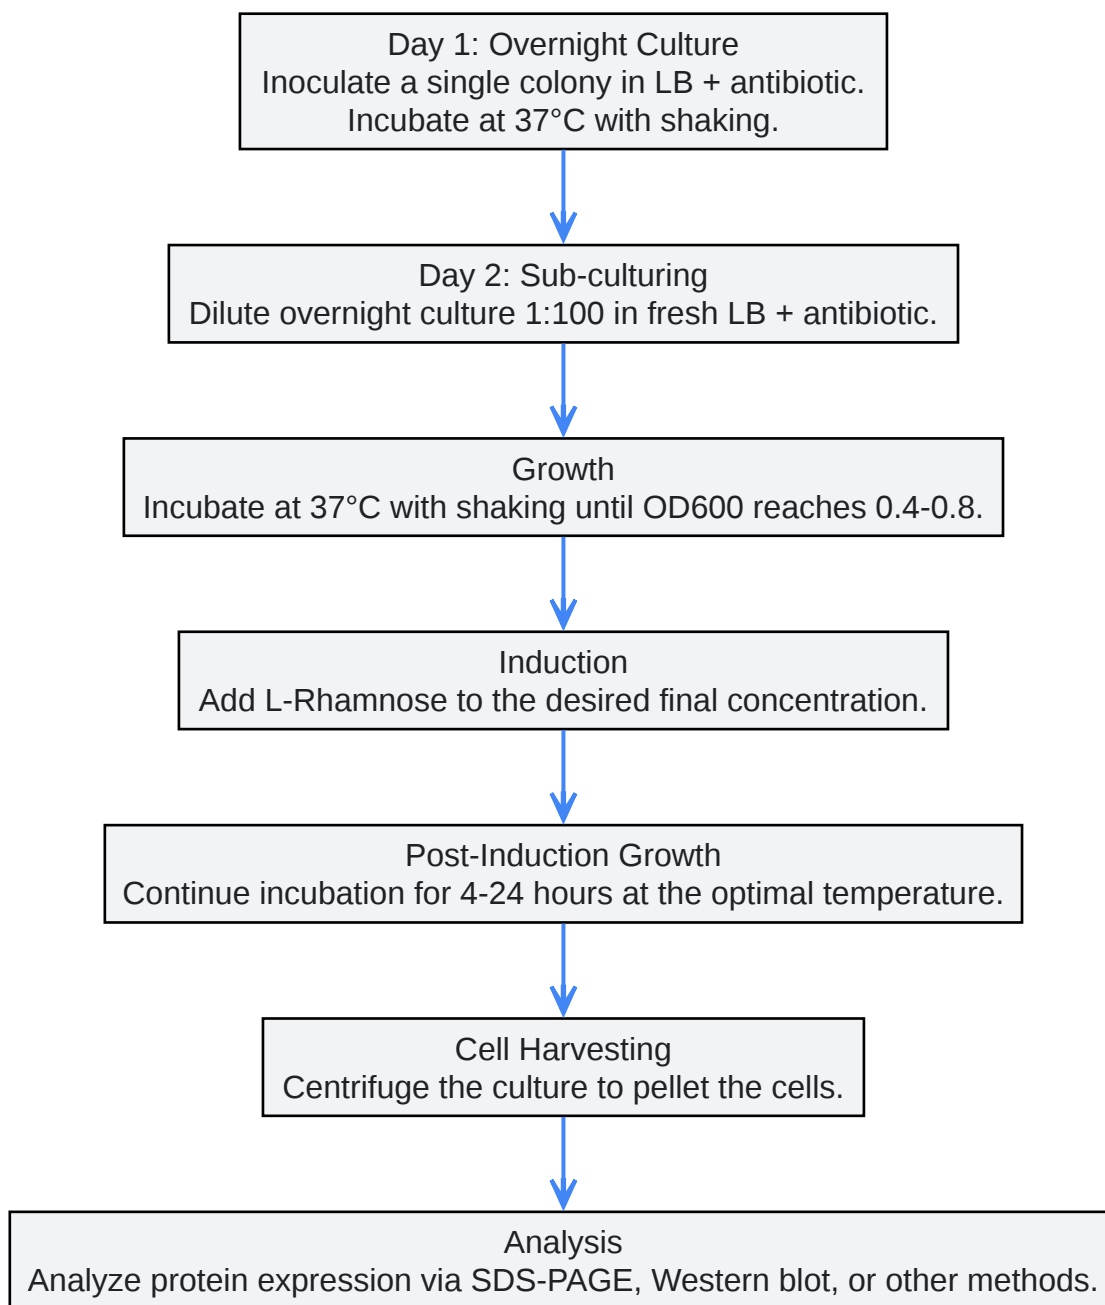 Day 1: Overnight Culture
Inoculate a single colony in LB + antibiotic.
Incubate at 37°C with shaking.
Day 2: Sub-culturing
Dilute overnight culture 1:100 in fresh LB + antibiotic.
Growth
Incubate at 37°C with shaking until OD600 reaches 0.4-0.8.
Induction
Add L-Rhamnose to the desired final concentration.
Post-Induction Growth
Continue incubation for 4-24 hours at the optimal temperature.
Cell Harvesting
Centrifuge the culture to pellet the cells.
Analysis
Analyze protein expression via SDS-PAGE, Western blot, or other methods.